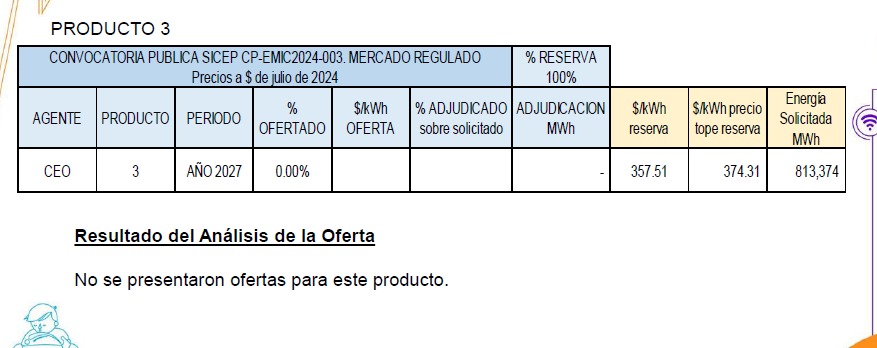 PRODUCTO 3
CONVOCATORIA PUBLICA SICEP CP-EMIC2024-003. MERCADO REGULADO % RESERVA
Precios a $ de julio de 2024 100%
AGENTE PRODUCTO PERIODO % OFERTADO $/kWh OFERTA % ADJUDICADO sobre solicitado ADJUDICACION MWh $/kWh reserva $/kWh precio tope reserva Energía Solicitada MWh
CEO 3 AÑO 2027 0.00% - 357.51 374.31 813,374
Resultado del Análisis de la Oferta
No se presentaron ofertas para este producto.